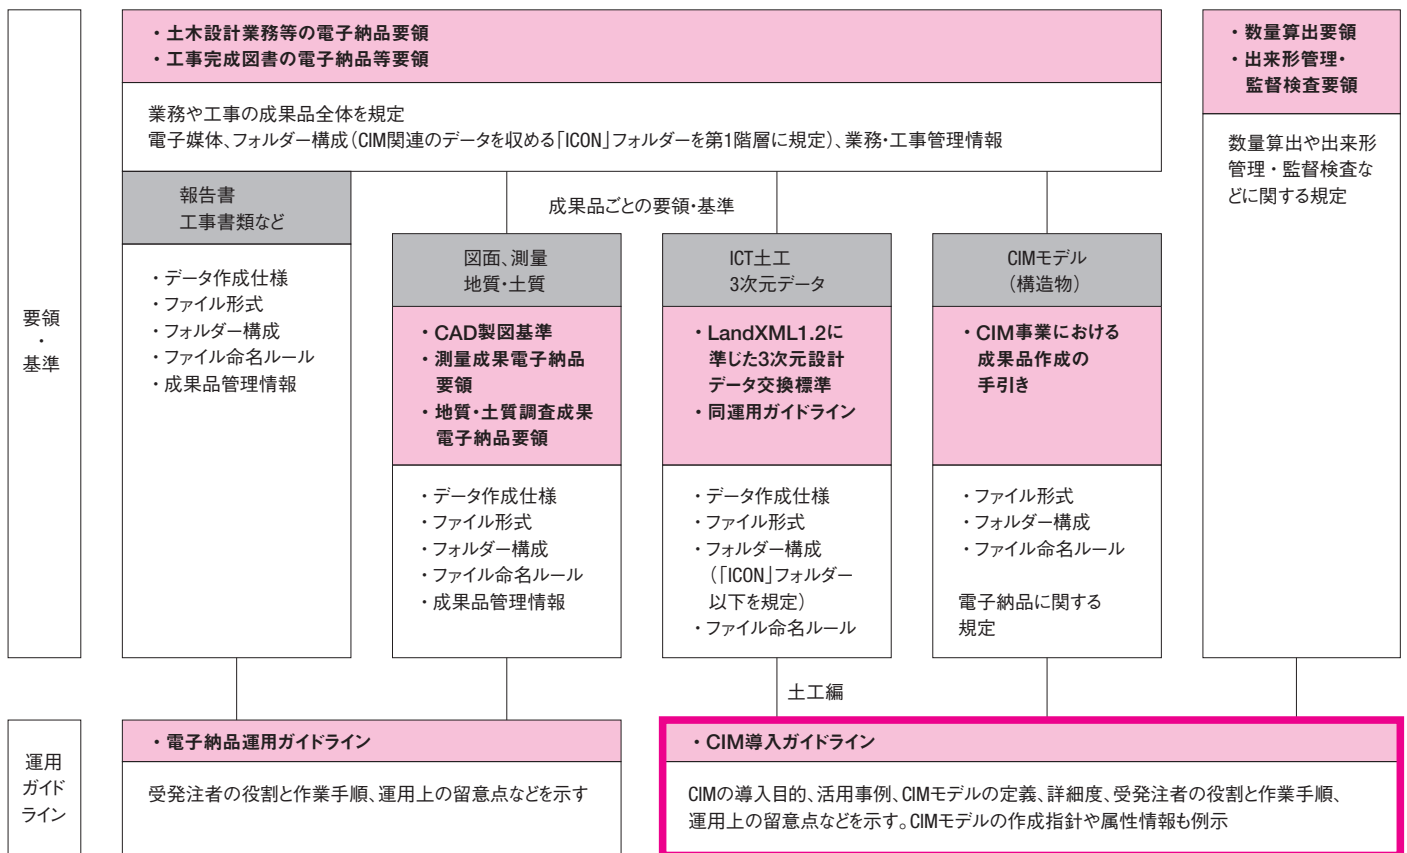 要領
・
基準
・土木設計業務等の電子納品要領
・工事完成図書の電子納品等要領
業務や工事の成果品全体を規定
電子媒体、フォルダー構成(CIM関連のデータを収める「ICON」フォルダーを第1階層に規定)、業務・工事管理情報
・数量算出要領
・出来形管理・
監督検査要領
数量算出や出来形
管理・監督検査な
どに関する規定
成果品ごとの要領・基準
報告書
工事書類など
・データ作成仕様
・ファイル形式
・フォルダー構成
・ファイル命名ルール
・成果品管理情報
図面、測量
地質・土質
・CAD製図基準
・測量成果電子納品
要領
・地質・土質調査成果
電子納品要領
・データ作成仕様
・ファイル形式
・フォルダー構成
・ファイル命名ルール
・成果品管理情報
ICT土工
3次元データ
・LandXML1.2に
準じた3次元設計
データ交換標準
・同運用ガイドライン
・データ作成仕様
・ファイル形式
・フォルダー構成
(「ICON」フォルダー
以下を規定)
・ファイル命名ルール
CIMモデル
(構造物)
・CIM事業における
成果品作成の
手引き
・ファイル形式
・フォルダー構成
・ファイル命名ルール
電子納品に関する
規定
土工編
運用
ガイド
ライン
・電子納品運用ガイドライン
受発注者の役割と作業手順、運用上の留意点などを示す
・CIM導入ガイドライン
CIMの導入目的、活用事例、CIMモデルの定義、詳細度、受発注者の役割と作業手順、
運用上の留意点などを示す。CIMモデルの作成指針や属性情報も例示